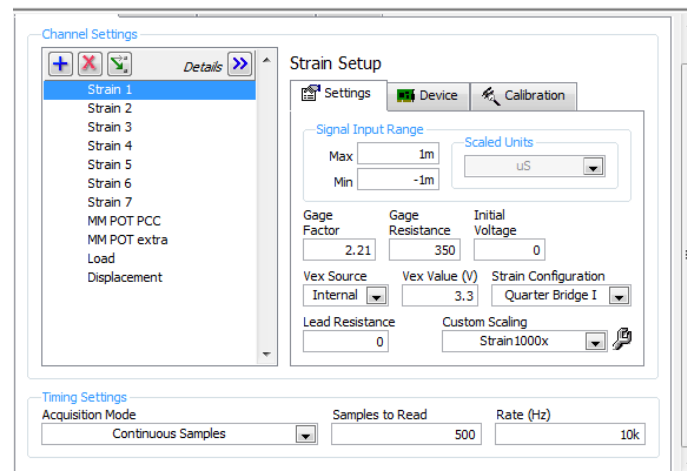 Channel Settings
Details
Strain 1
Strain 2
Strain 3
Strain 4
Strain 5
Strain 6
Strain 7
MM POT PCC
MM POT extra
Load
Displacement
Strain Setup
Settings Device Calibration
Signal Input Range
Scaled Units
Max 1m
uS
Min -1m
Gage Factor
Gage Resistance
Initial Voltage
2.21 350 0
Vex Source Vex Value (V) Strain Configuration
Internal 3.3 Quarter Bridge I
Lead Resistance Custom Scaling
0 Strain1000x
Timing Settings
Acquisition Mode Samples to Read Rate (Hz)
Continuous Samples 500 10k